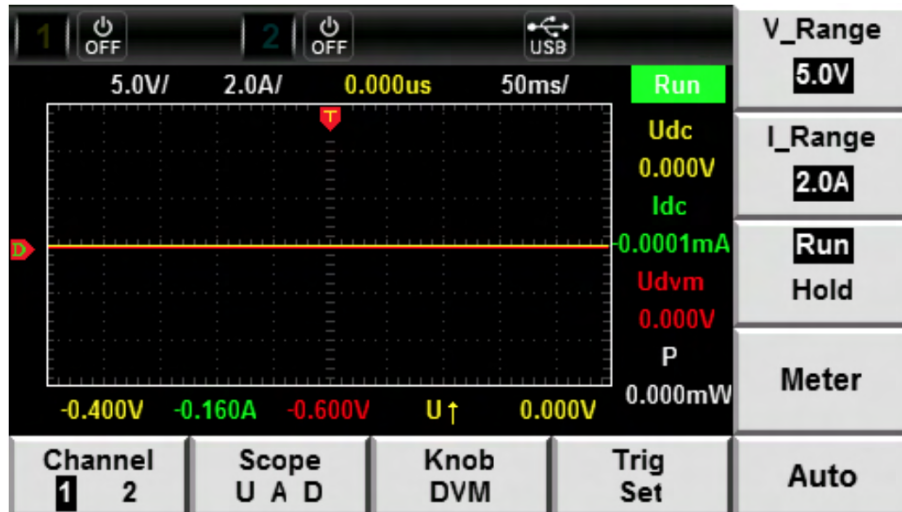 1 OFF 2 OFF USB
5.0V/ 2.0A/ 0.000us 50ms/ Run
T
Udc
0.000V
Idc
D
-0.0001mA
Udvm
0.000V
P
0.000mW
-0.400V -0.160A -0.600V U↑ 0.000V
V_Range
5.0V
I_Range
2.0A
Run
Hold
Meter
Auto
Channel
1 2
Scope
U A D
Knob
DVM
Trig
Set